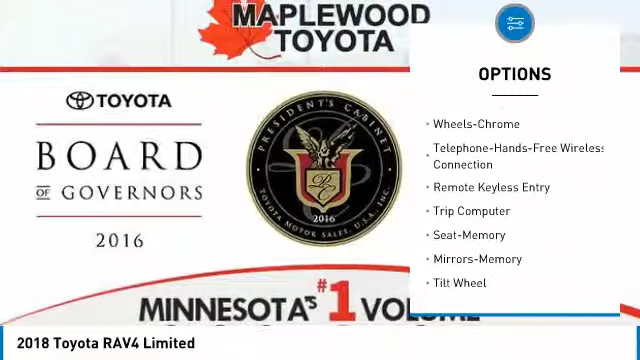 MAPLEWOOD
TOYOTA
TOYOTA
BOARD
OF GOVERNORS
2016
PRESIDENT'S CABINET
PC
2016
TOYOTA MOTOR SALES, U.S.A., INC.
MINNESOTA'S #1 VOLUME
OPTIONS
• Wheels-Chrome
• Telephone-Hands-Free Wireless
Connection
• Remote Keyless Entry
• Trip Computer
• Seat-Memory
• Mirrors-Memory
• Tilt Wheel
2018 Toyota RAV4 Limited